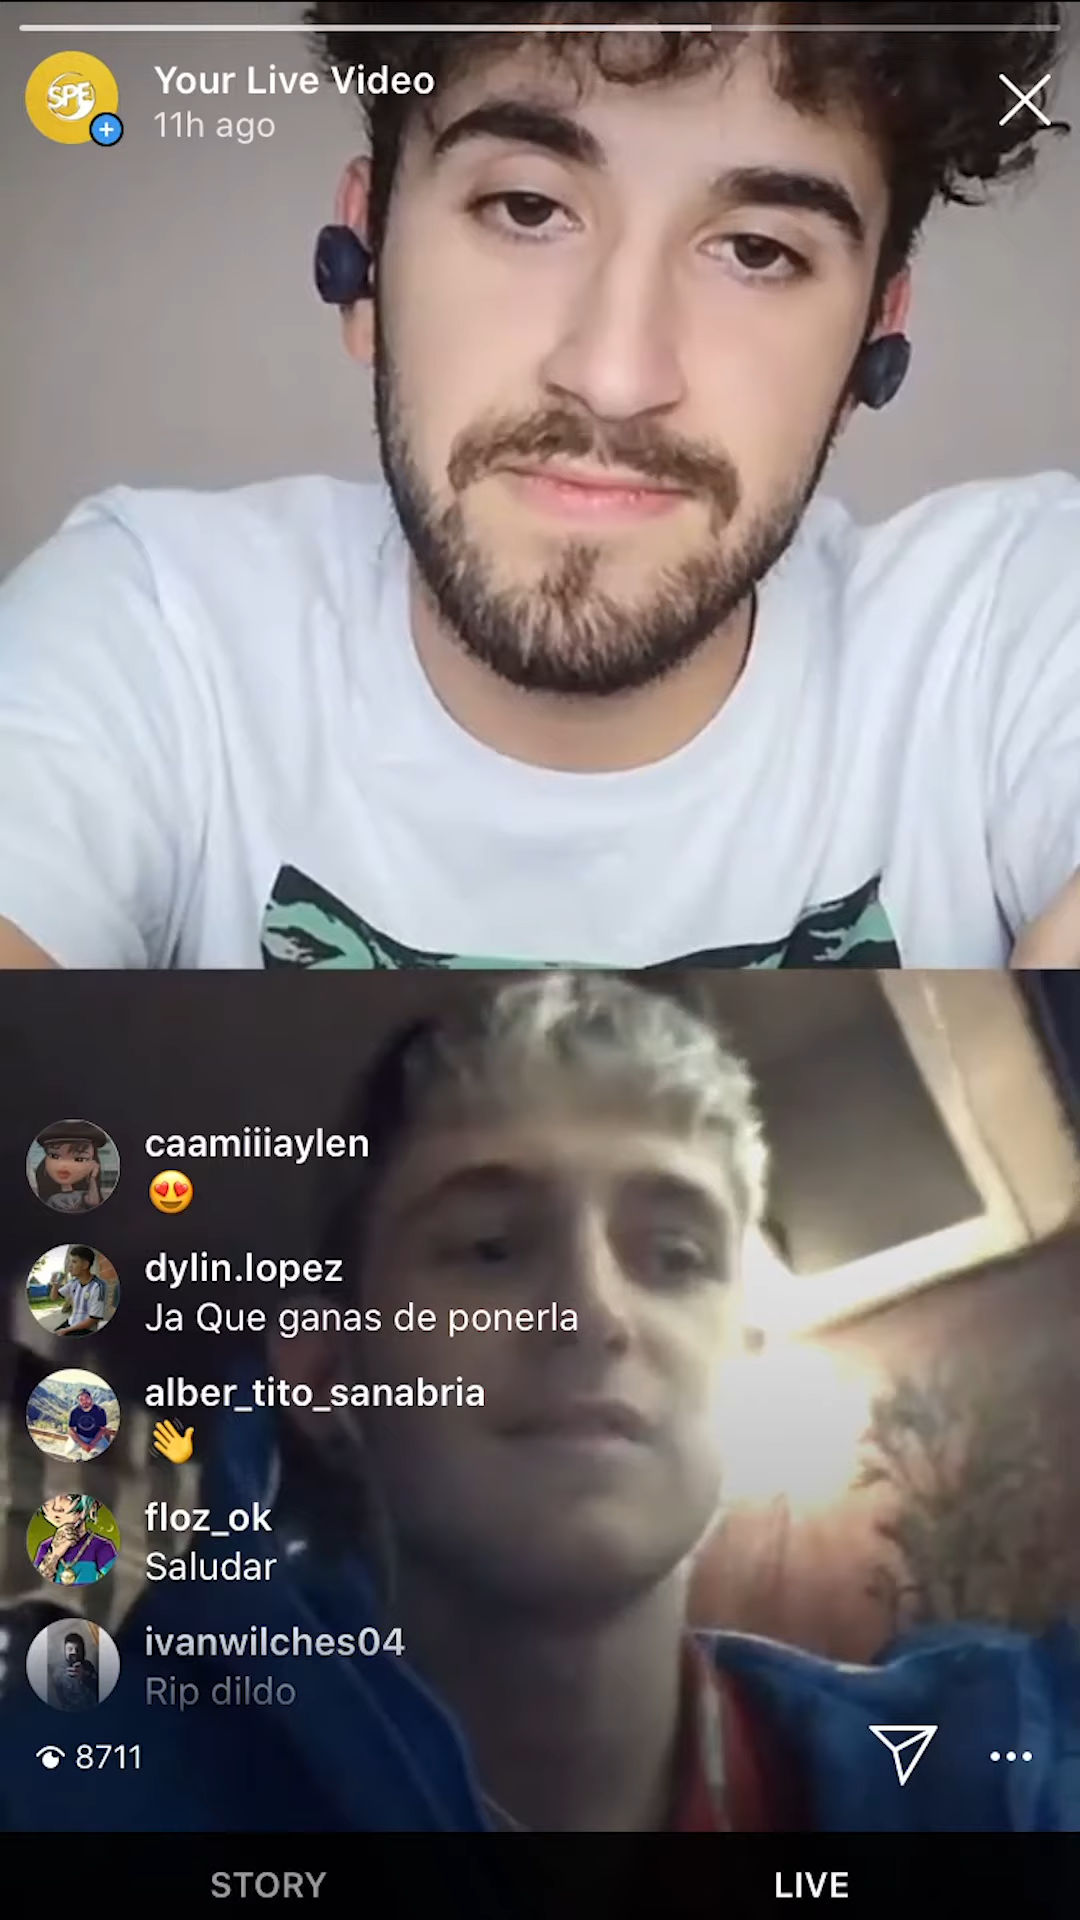 SPE
Your Live Video
11h ago
caamiiiaylen
😍
dylin.lopez
Ja Que ganas de ponerla
alber_tito_sanabria
👋
floz_ok
Saludar
ivanwilches04
Rip dildo
8711
STORY
LIVE